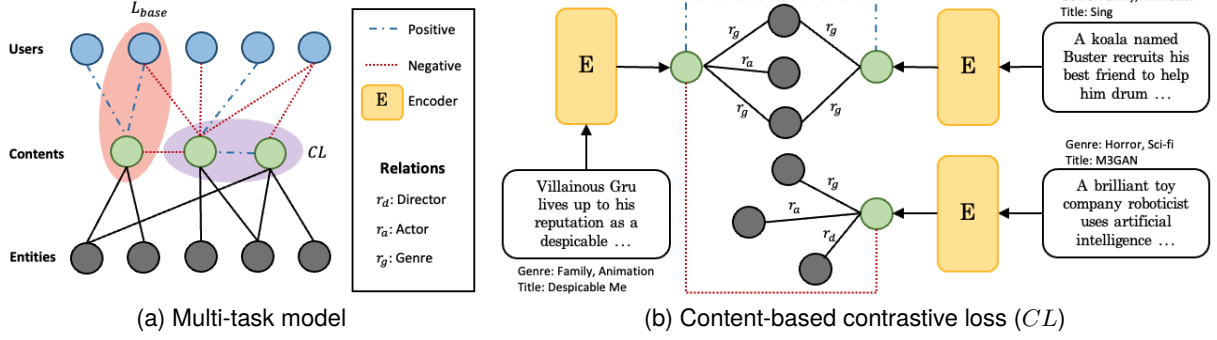 L_base
Users
Contents
Entities
CL
Positive
Negative
E
Encoder
Relations
r_d: Director
r_a: Actor
r_g: Genre
(a) Multi-task model
E
Villainous Gru
lives up to his
reputation as a
despicable ...
Genre: Family, Animation
Title: Despicable Me
r_g
r_a
r_g
r_g
r_g
r_g
r_a
r_d
E
Title: Sing
A koala named
Buster recruits his
best friend to help
him drum ...
E
Genre: Horror, Sci-fi
Title: M3GAN
A brilliant toy
company roboticist
uses artificial
intelligence ...
(b) Content-based contrastive loss (CL)